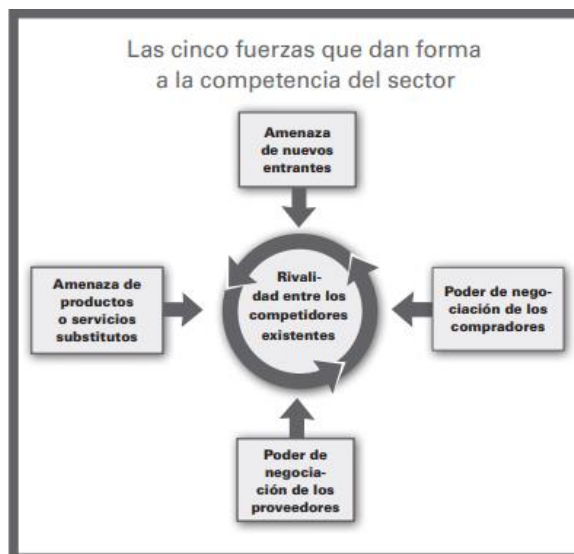 Las cinco fuerzas que dan forma
a la competencia del sector
Amenaza
de nuevos
entrantes
Amenaza de
productos
o servicios
substitutos
Rivali-
dad entre los
competidores
existentes
Poder de nego-
ciación de los
compradores
Poder de
negocia-
ción de los
proveedores